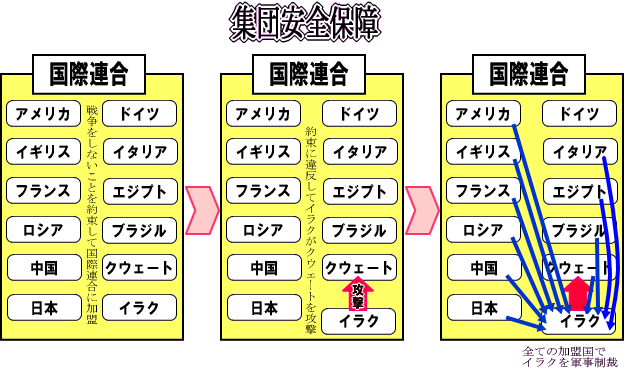 集団安全保障
国際連合
アメリカ
ドイツ
イギリス
イタリア
フランス
エジプト
ロシア
ブラジル
中国
クウェート
日本
イラク
戦争をしないことを約束して国際連合に加盟
国際連合
アメリカ
ドイツ
イギリス
イタリア
フランス
エジプト
ロシア
ブラジル
中国
クウェート
日本
イラク
約束に違反してイラクがクウェートを攻撃
攻撃
国際連合
アメリカ
ドイツ
イギリス
イタリア
フランス
エジプト
ロシア
ブラジル
中国
クウェート
日本
イラク
全ての加盟国で
イラクを軍事制裁